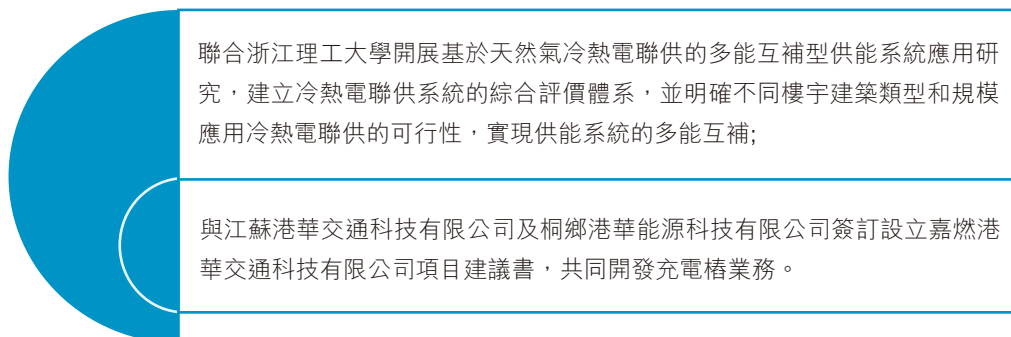 聯合浙江理工大學開展基於天然氣冷熱電聯供的多能互補型供能系統應用研
究，建立冷熱電聯供系統的綜合評價體系，並明確不同樓宇建築類型和規模
應用冷熱電聯供的可行性，實現供能系統的多能互補;
與江蘇港華交通科技有限公司及桐鄉港華能源科技有限公司簽訂設立嘉燃港
華交通科技有限公司項目建議書，共同開發充電樁業務。